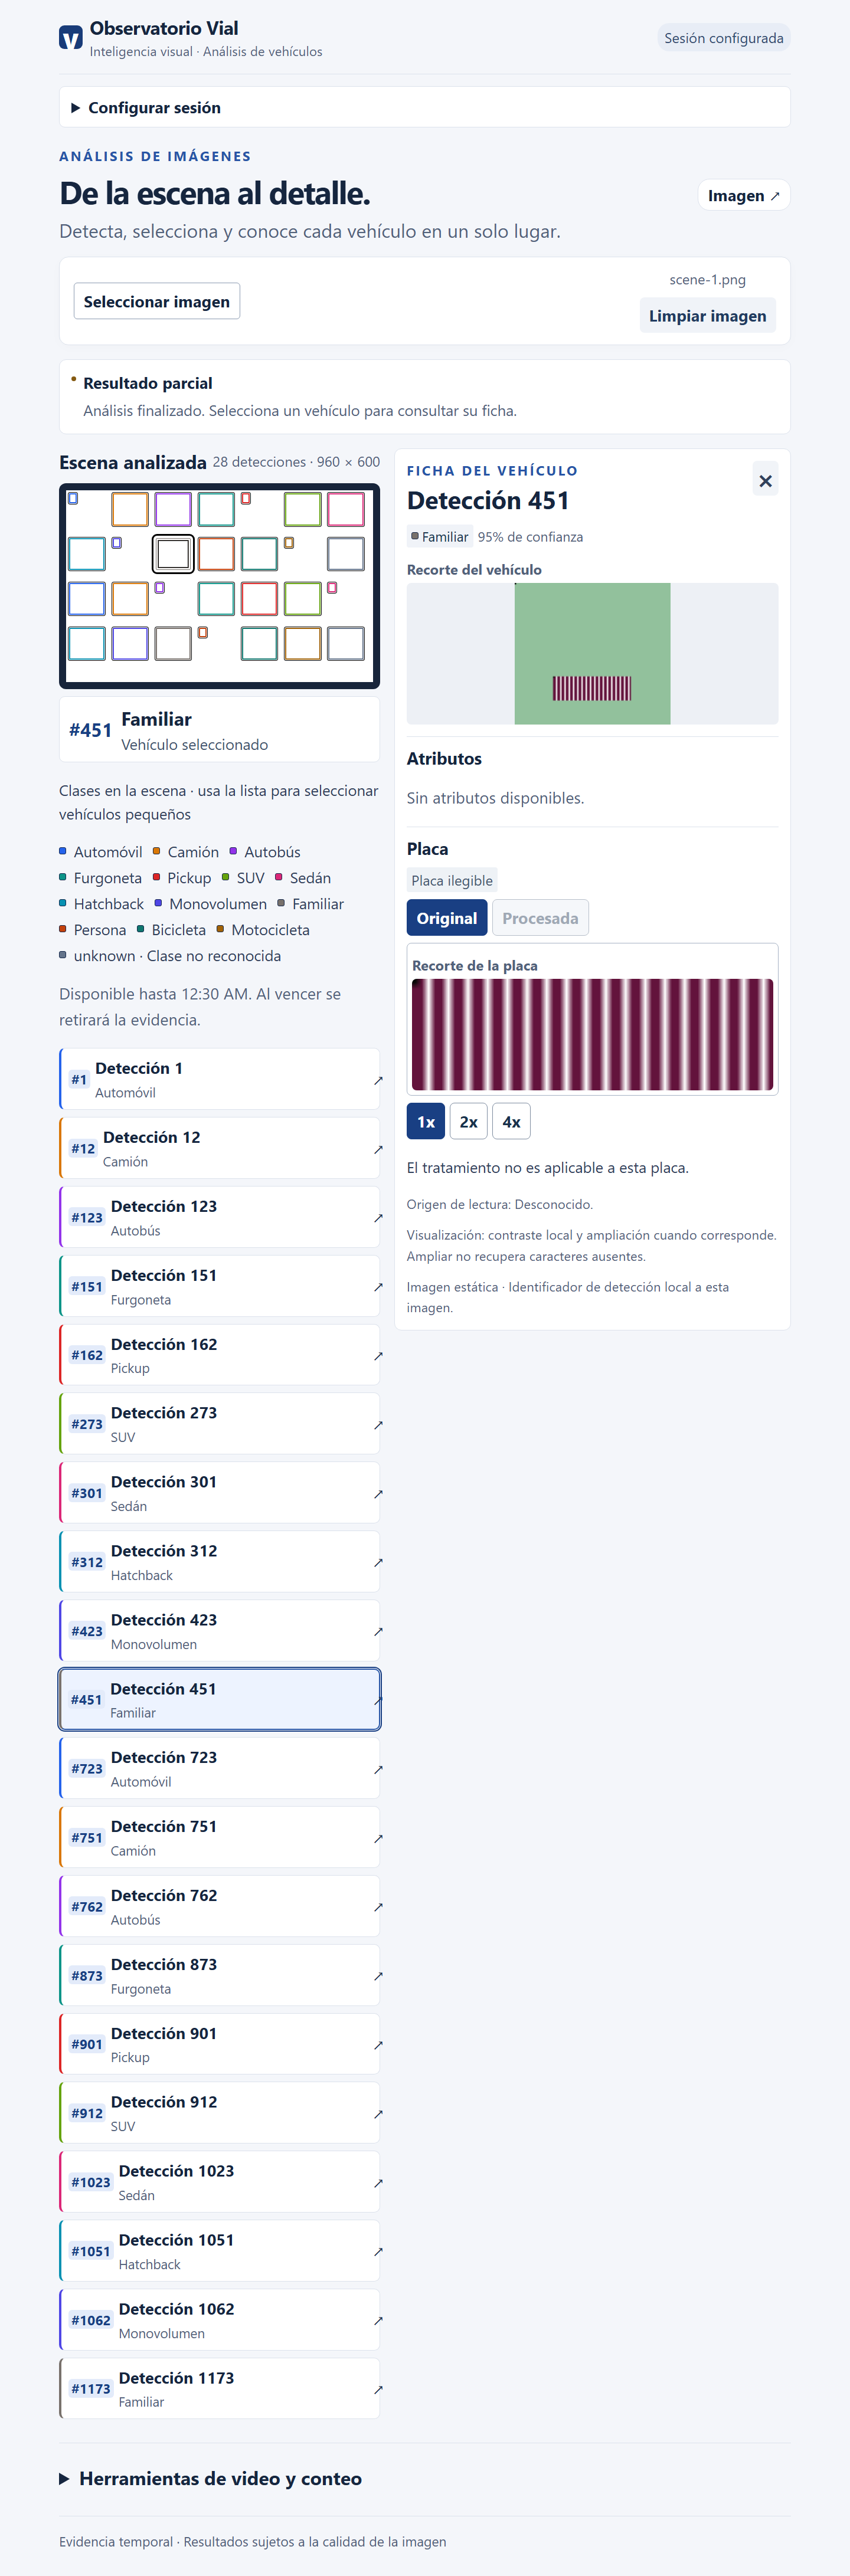 Observatorio Vial
Inteligencia visual · Análisis de vehículos
Sesión configurada
▶ Configurar sesión
ANÁLISIS DE IMÁGENES
De la escena al detalle.
Imagen ↗
Detecta, selecciona y conoce cada vehículo en un solo lugar.
Seleccionar imagen
scene-1.png
Limpiar imagen
Resultado parcial
Análisis finalizado. Selecciona un vehículo para consultar su ficha.
Escena analizada
28 detecciones · 960 × 600
#451
Familiar
Vehículo seleccionado
Clases en la escena · usa la lista para seleccionar
vehículos pequeños
Automóvil Camión Autobús
Furgoneta Pickup SUV Sedán
Hatchback Monovolumen Familiar
Persona Bicicleta Motocicleta
unknown · Clase no reconocida
Disponible hasta 12:30 AM. Al vencer se
retirará la evidencia.
#1
Detección 1
Automóvil
↗
#12
Detección 12
Camión
↗
#123
Detección 123
Autobús
↗
#151
Detección 151
Furgoneta
↗
#162
Detección 162
Pickup
↗
#273
Detección 273
SUV
↗
#301
Detección 301
Sedán
↗
#312
Detección 312
Hatchback
↗
#423
Detección 423
Monovolumen
↗
#451
Detección 451
Familiar
↗
#723
Detección 723
Automóvil
↗
#751
Detección 751
Camión
↗
#762
Detección 762
Autobús
↗
#873
Detección 873
Furgoneta
↗
#901
Detección 901
Pickup
↗
#912
Detección 912
SUV
↗
#1023
Detección 1023
Sedán
↗
#1051
Detección 1051
Hatchback
↗
#1062
Detección 1062
Monovolumen
↗
#1173
Detección 1173
Familiar
↗
FICHA DEL VEHÍCULO
×
Detección 451
Familiar
95% de confianza
Recorte del vehículo
Atributos
Sin atributos disponibles.
Placa
Placa ilegible
Original
Procesada
Recorte de la placa
1x
2x
4x
El tratamiento no es aplicable a esta placa.
Origen de lectura: Desconocido.
Visualización: contraste local y ampliación cuando corresponde.
Ampliar no recupera caracteres ausentes.
Imagen estática · Identificador de detección local a esta
imagen.
▶ Herramientas de video y conteo
Evidencia temporal · Resultados sujetos a la calidad de la imagen